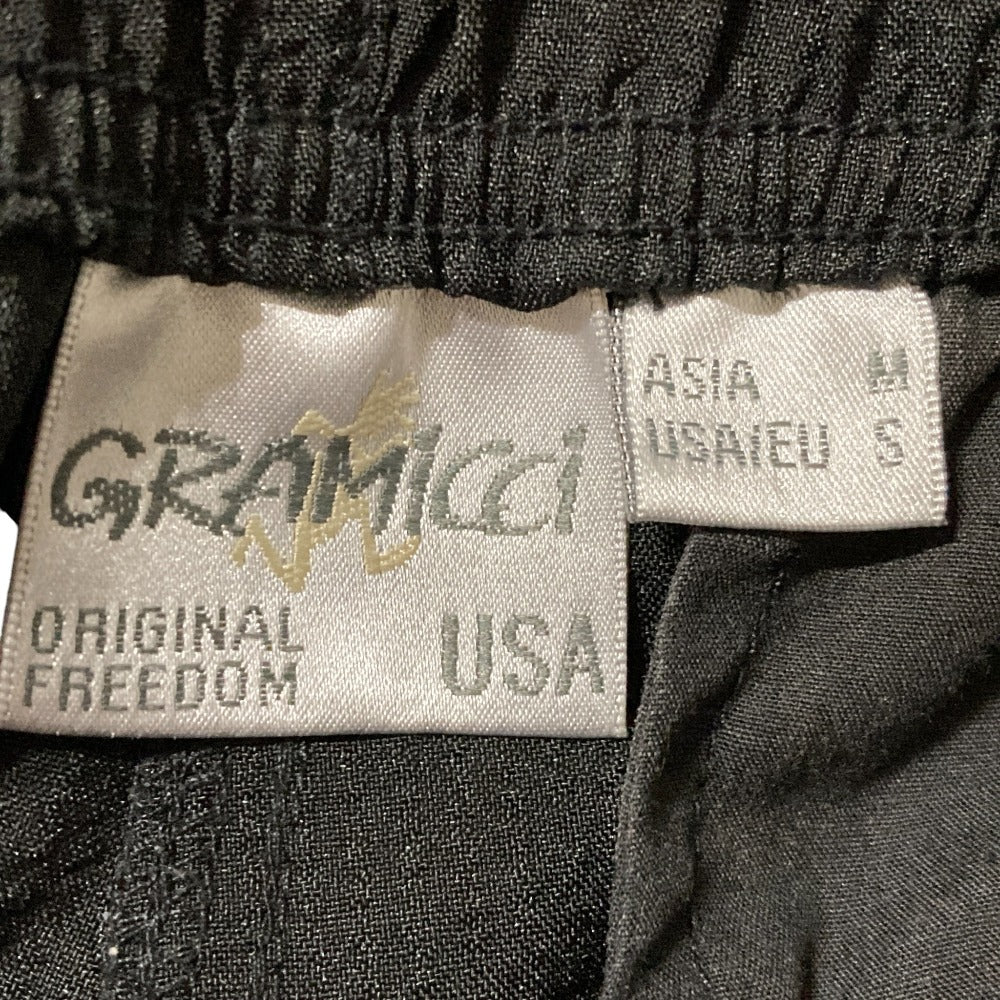 GRAMICCI
ORIGINAL
FREEDOM
USA
ASIA M
USA/EU S